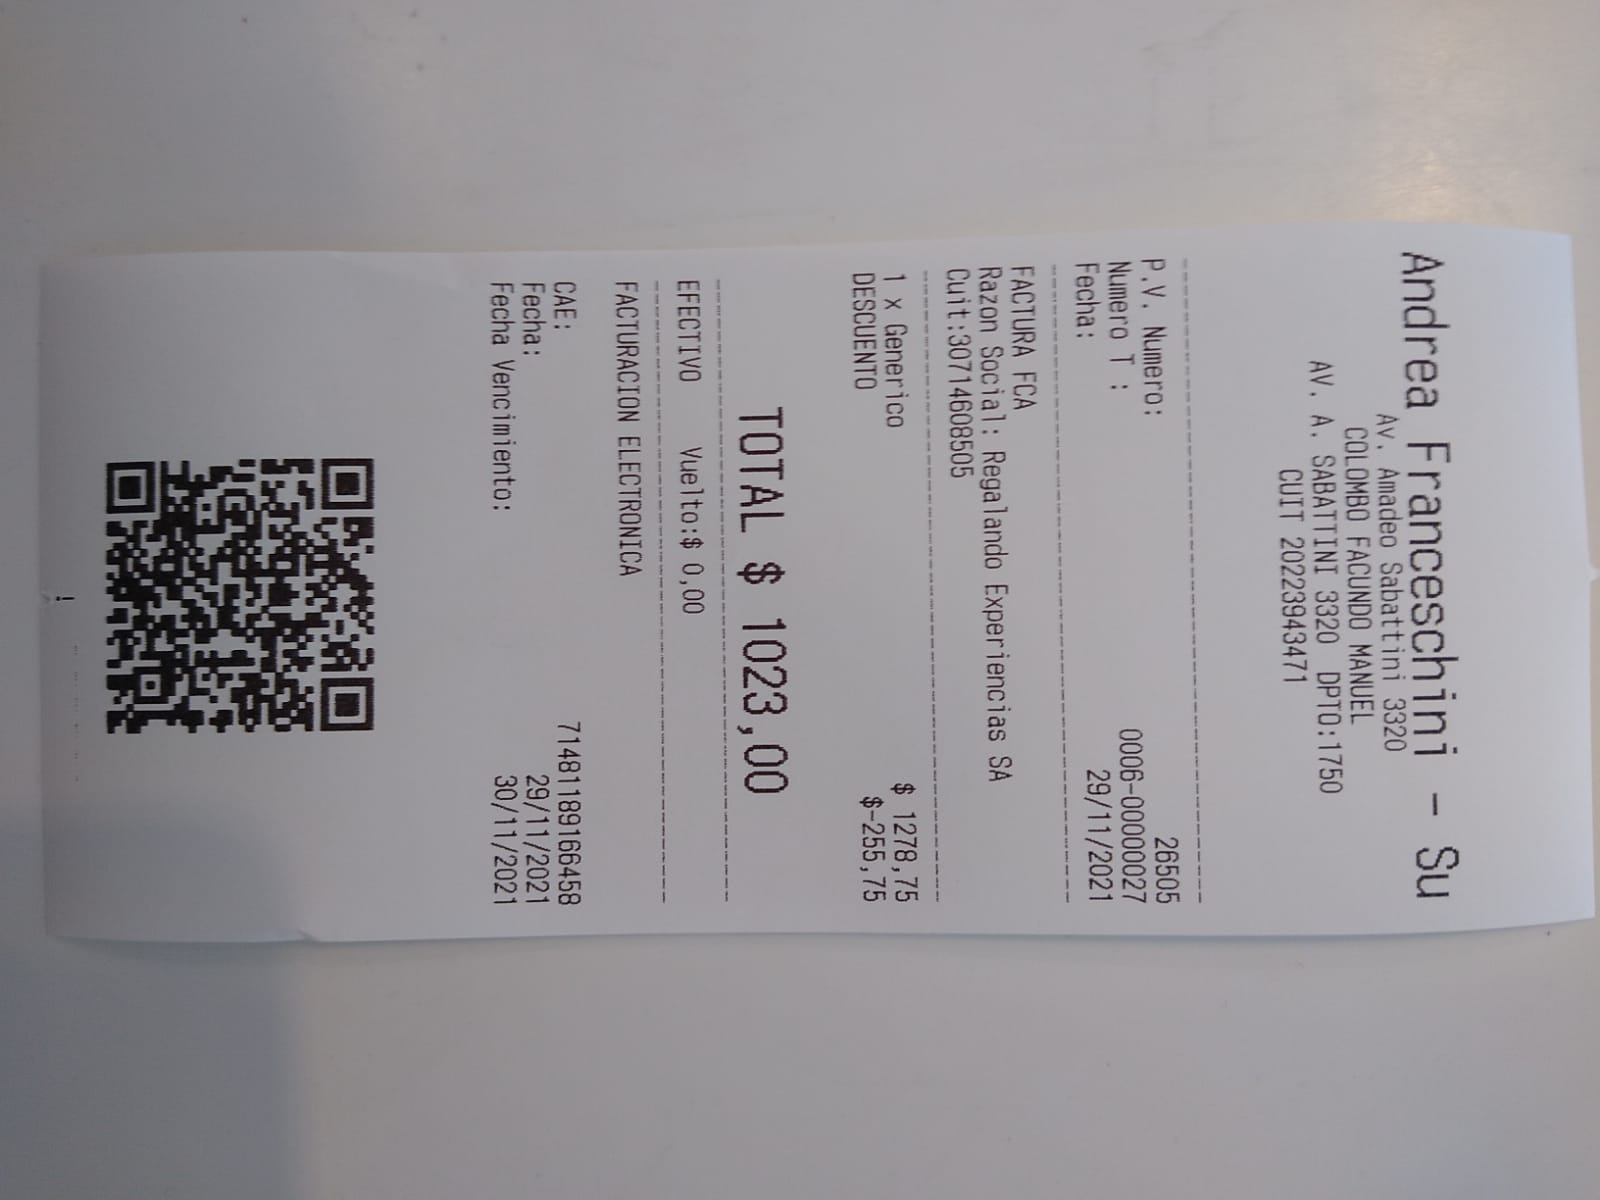 Andrea Franceschini - Su
Av. Amadeo Sabattini 3320
COLOMBO FACUNDO MANUEL
AV. A. SABATTINI 3320 DPTO:1750
CUIT 20223943471
P.V. Numero: 26505
Numero T : 0006-00000027
Fecha: 29/11/2021
FACTURA FCA
Razon Social: Regalando Experiencias SA
Cuit:30714608505
1 x Generico $ 1278,75
DESCUENTO $-255,75
TOTAL $ 1023,00
EFECTIVO Vuelto:$ 0,00
FACTURACION ELECTRONICA
CAE: 71481189166458
Fecha: 29/11/2021
Fecha Vencimiento: 30/11/2021